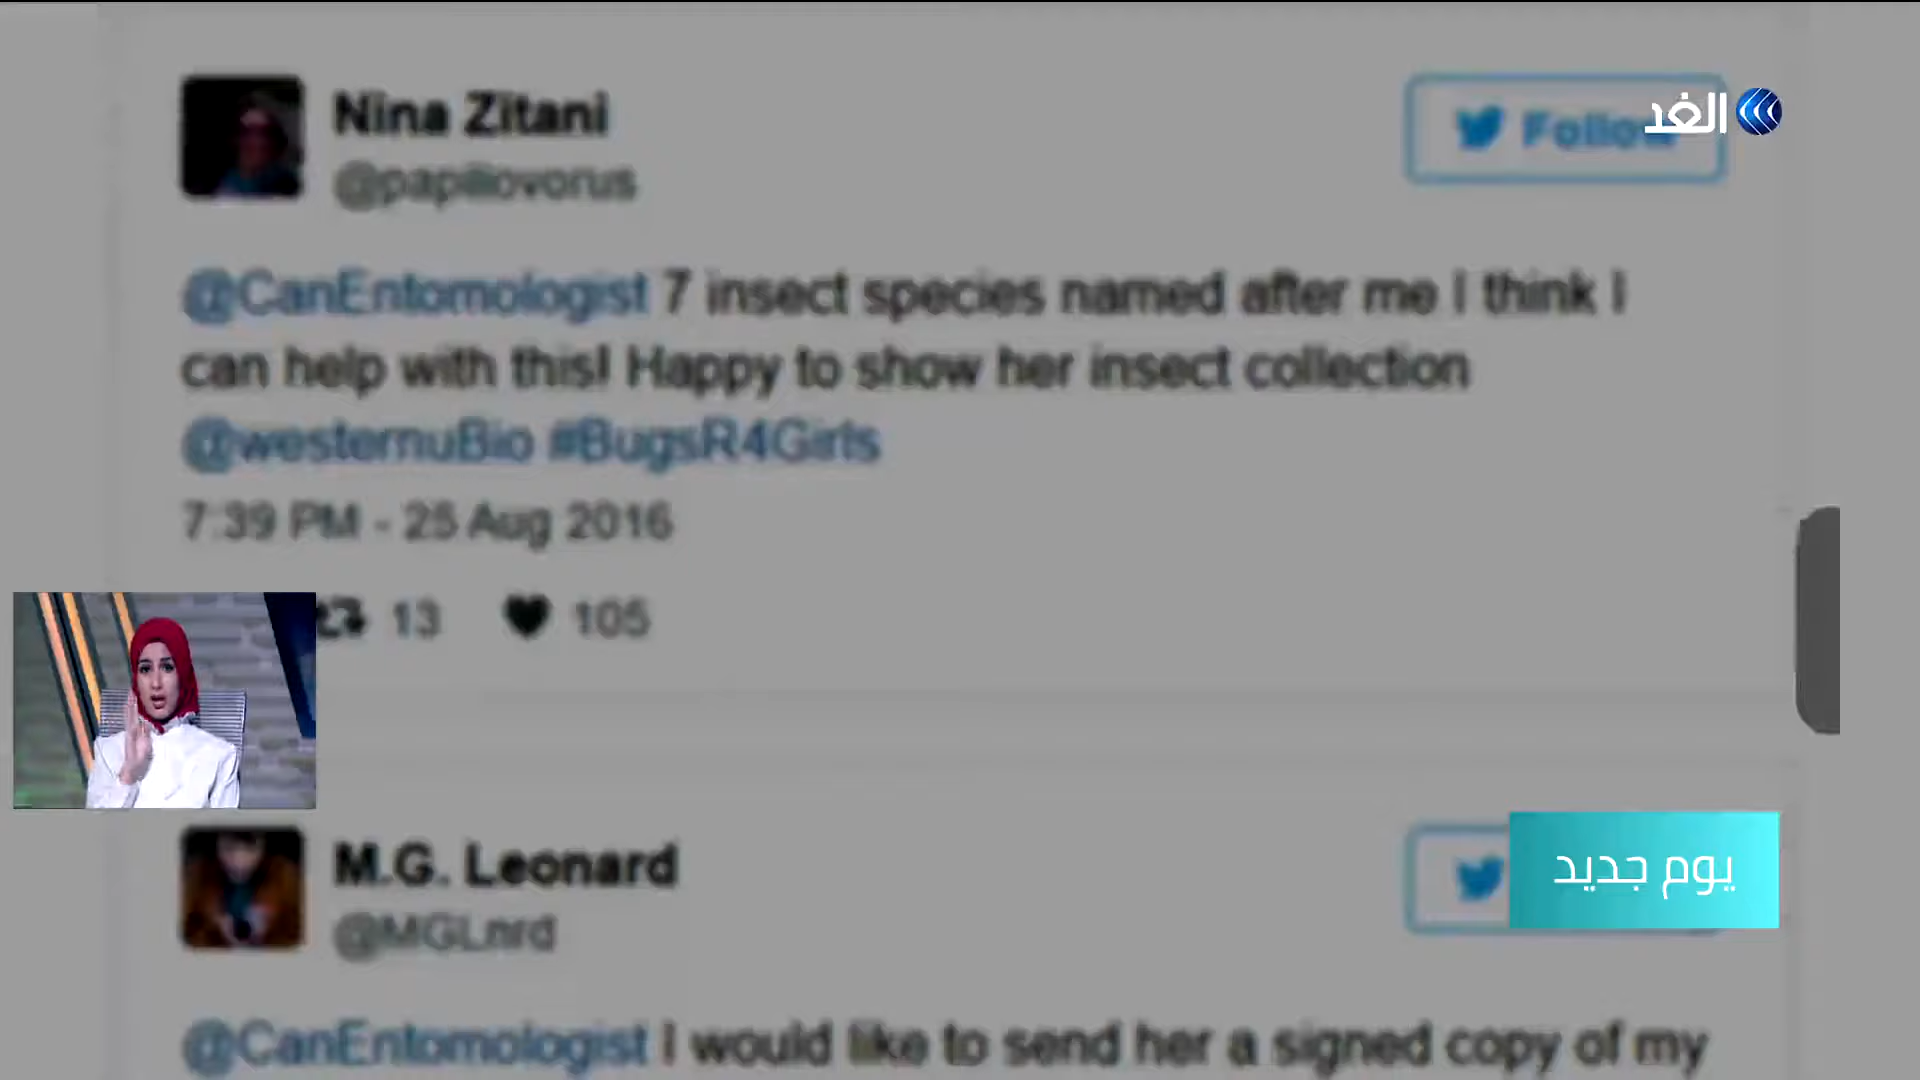 Nina Zitani
@papiliovorus
Follow
الغد
@CanEntomologist 7 insect species named after me I think I
can help with this! Happy to show her insect collection
@westernuBio #BugsR4Girls
7:39 PM - 25 Aug 2016
13 105
M.G. Leonard
@MGLnrd
يوم جديد
@CanEntomologist I would like to send her a signed copy of my